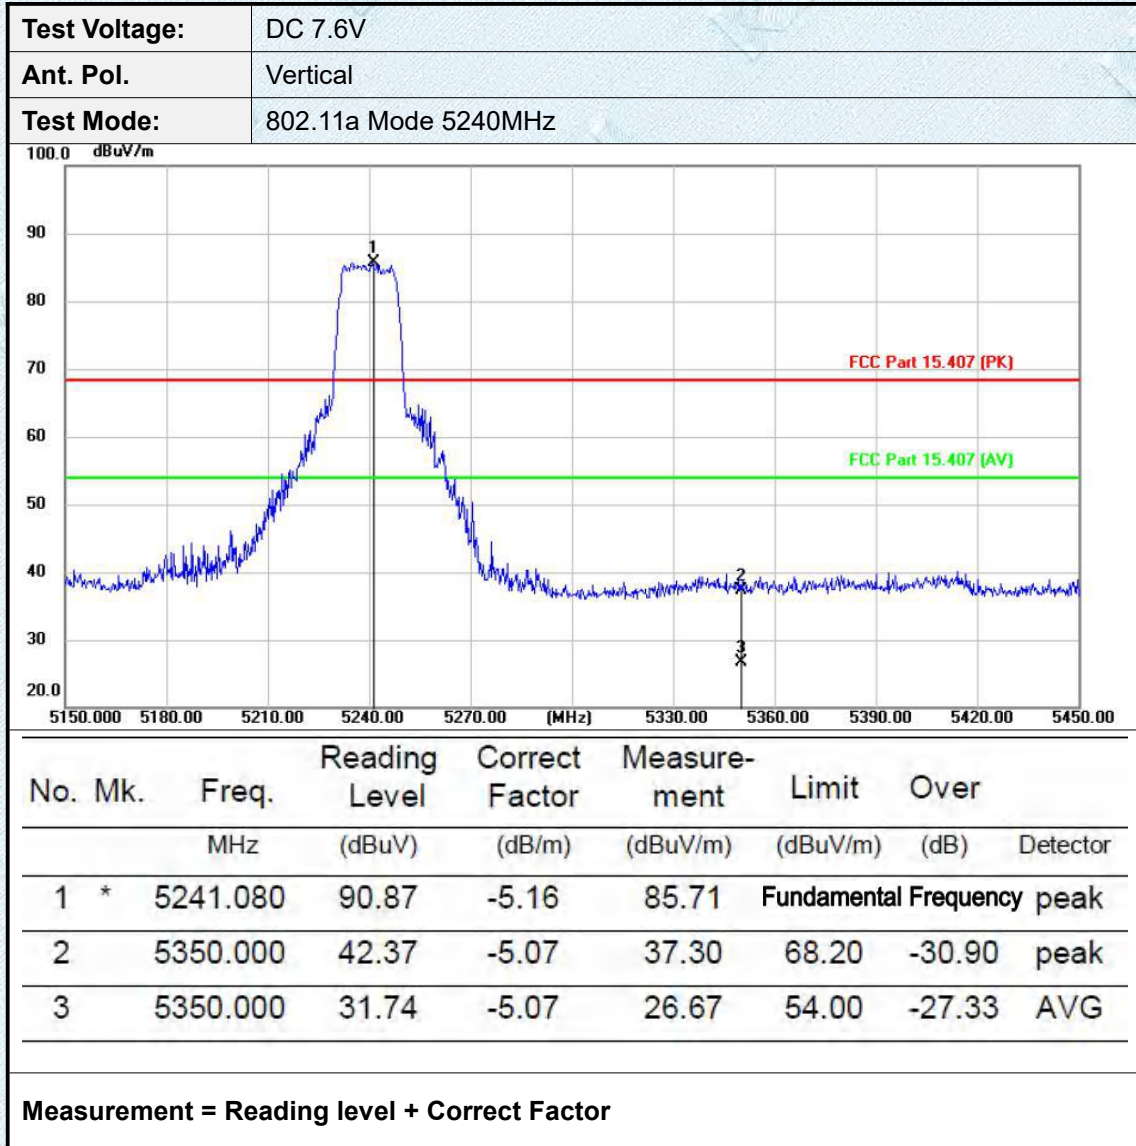 Test Voltage: DC 7.6V
Ant. Pol. Vertical
Test Mode: 802.11a Mode 5240MHz
100.0 dBuV/m
90
80
70
60
50
40
30
20.0
FCC Part 15.407 (PK)
FCC Part 15.407 (AV)
1
2
3
5150.000 5180.00 5210.00 5240.00 5270.00 (MHz) 5330.00 5360.00 5390.00 5420.00 5450.00
No. Mk. Freq. Reading Level Correct Factor Measure-ment Limit Over
MHz (dBuV) (dB/m) (dBuV/m) (dBuV/m) (dB) Detector
1 * 5241.080 90.87 -5.16 85.71 Fundamental Frequency peak
2 5350.000 42.37 -5.07 37.30 68.20 -30.90 peak
3 5350.000 31.74 -5.07 26.67 54.00 -27.33 AVG
Measurement = Reading level + Correct Factor